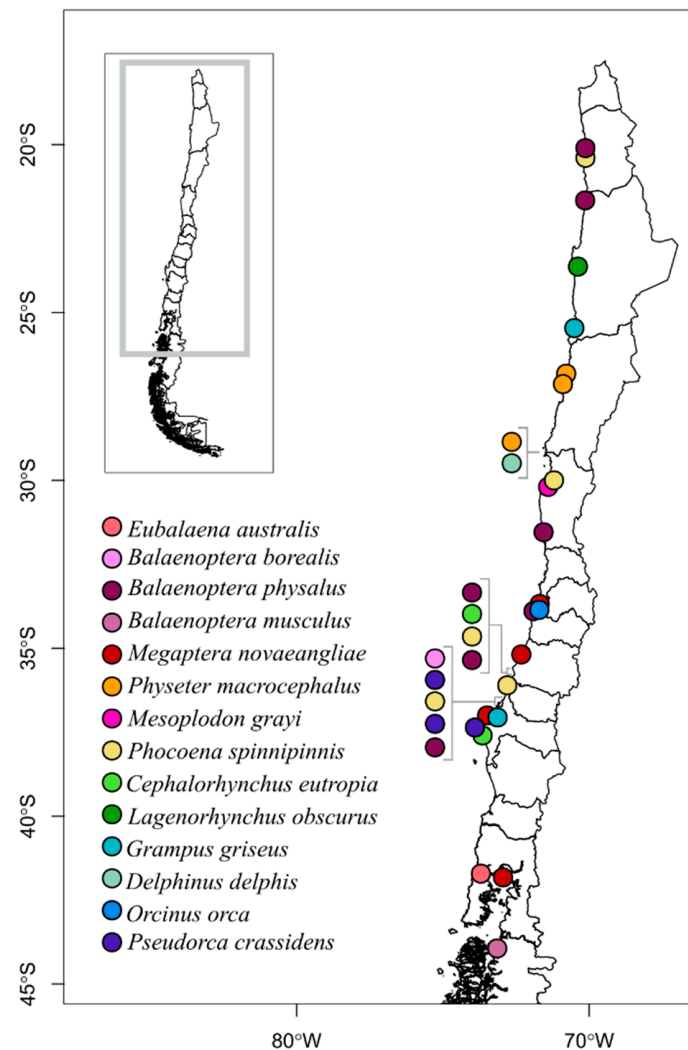 20°S
25°S
30°S
35°S
40°S
45°S
Eubalaena australis
Balaenoptera borealis
Balaenoptera physalus
Balaenoptera musculus
Megaptera novaeangliae
Physeter macrocephalus
Mesoplodon grayi
Phocoena spinnipinnis
Cephalorhynchus eutropia
Lagenorhynchus obscurus
Grampus griseus
Delphinus delphis
Orcinus orca
Pseudorca crassidens
80°W
70°W